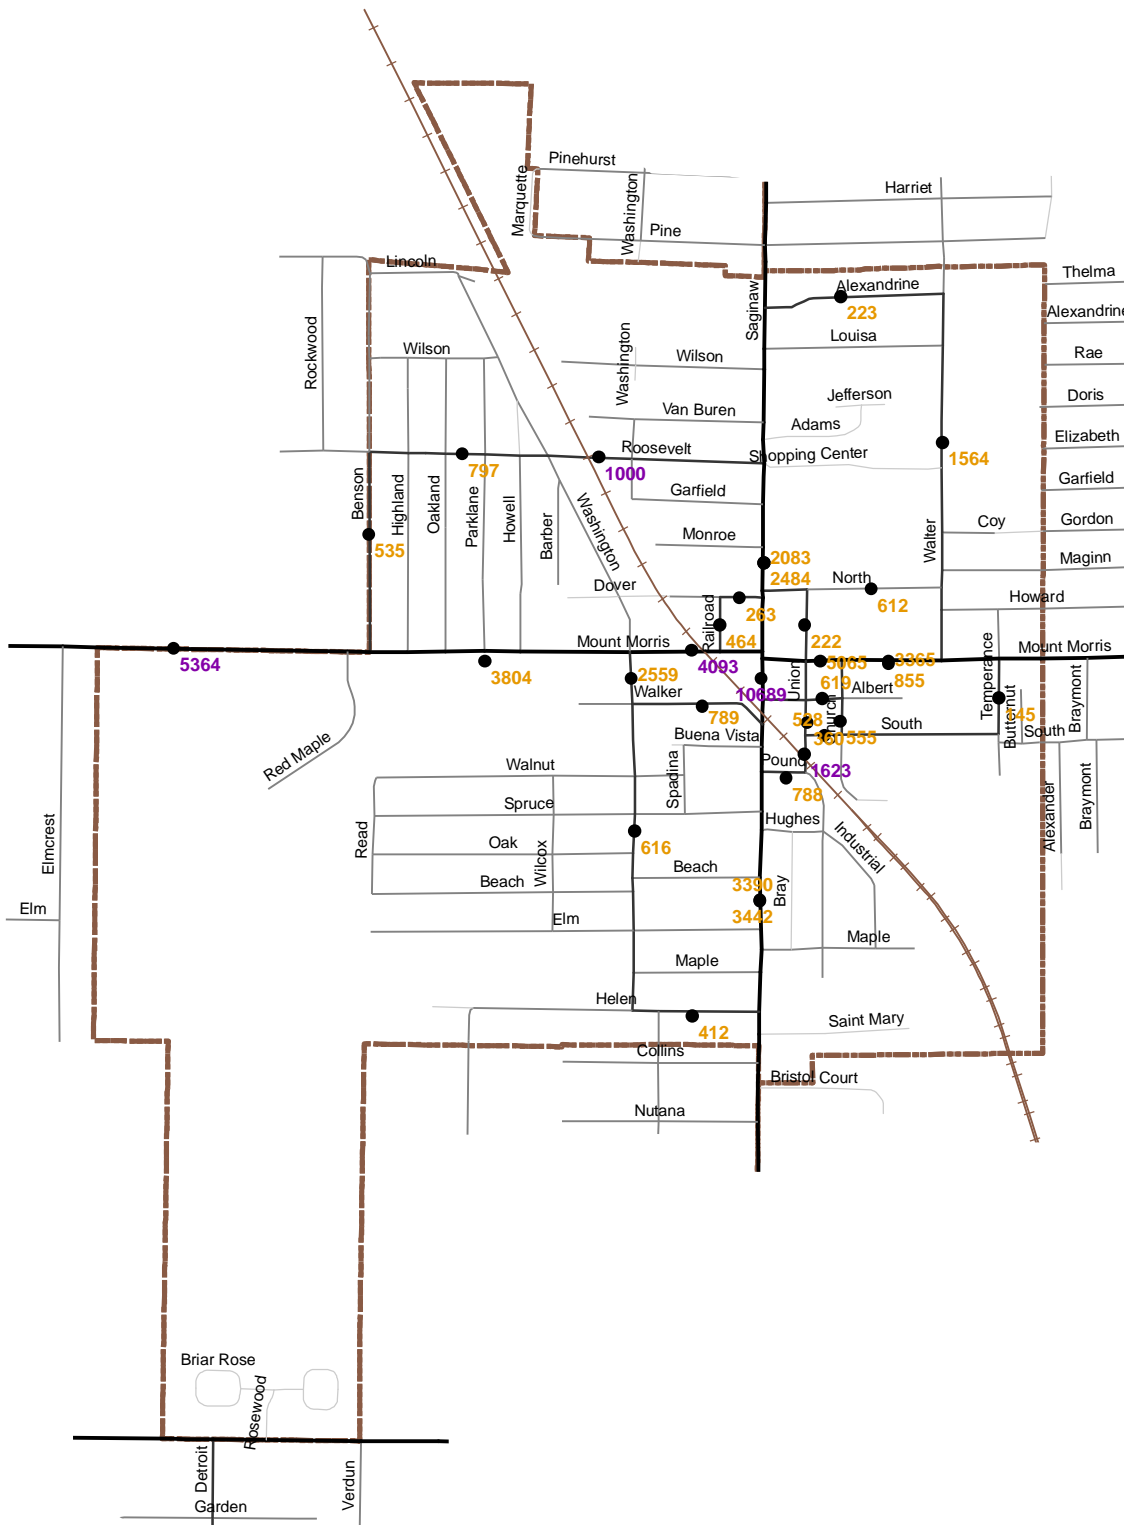 Pinehurst
Marquette
Washington
Harriet
Pine
Lincoln
Thelma
Saginaw
Alexandrine
223
Alexandrine
Rockwood
Washington
Louisa
Wilson
Wilson
Rae
Jefferson
Doris
Van Buren
Adams
Elizabeth
Roosevelt
Shopping Center
1564
797
1000
Garfield
Benson
Highland
Oakland
Parklane
Howell
Barber
Washington
Garfield
Walter
Coy
Gordon
535
Monroe
2083
Maginn
2484
North
Dover
612
Howard
263
Railroad
464
222
Mount Morris
5364
3804
4093
5065
3365
Mount Morris
2559
10689
Union
619
855
Temperance
Walker
Albert
Butternut
Braymont
789
528
Church
South
145
Buena Vista
360
555
South
Red Maple
Walnut
Spadina
Pound
1623
788
Spruce
Hughes
Industrial
Alexander
Braymont
Elmcrest
Read
Oak
Wilcox
616
Beach
Beach
3390
Bray
3442
Elm
Elm
Maple
Maple
Helen
412
Saint Mary
Collins
Bristol Court
Nutana
Briar Rose
Rosewood
Detroit
Verdun
Garden